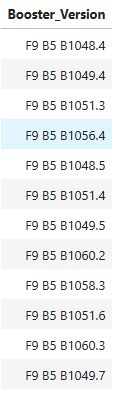 Booster_Version
F9 B5 B1048.4
F9 B5 B1049.4
F9 B5 B1051.3
F9 B5 B1056.4
F9 B5 B1048.5
F9 B5 B1051.4
F9 B5 B1049.5
F9 B5 B1060.2
F9 B5 B1058.3
F9 B5 B1051.6
F9 B5 B1060.3
F9 B5 B1049.7